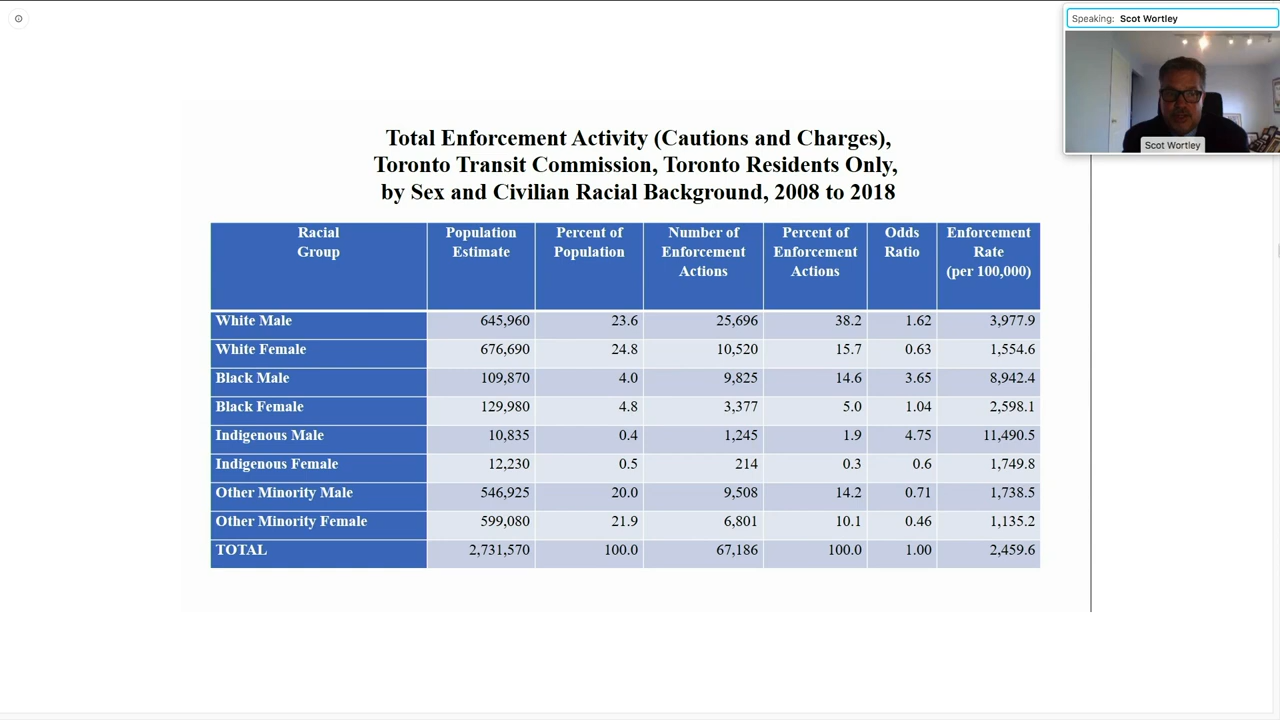 Speaking: Scot Wortley
Scot Wortley
Total Enforcement Activity (Cautions and Charges),
Toronto Transit Commission, Toronto Residents Only,
by Sex and Civilian Racial Background, 2008 to 2018
Racial Group | Population Estimate | Percent of Population | Number of Enforcement Actions | Percent of Enforcement Actions | Odds Ratio | Enforcement Rate (per 100,000)
White Male | 645,960 | 23.6 | 25,696 | 38.2 | 1.62 | 3,977.9
White Female | 676,690 | 24.8 | 10,520 | 15.7 | 0.63 | 1,554.6
Black Male | 109,870 | 4.0 | 9,825 | 14.6 | 3.65 | 8,942.4
Black Female | 129,980 | 4.8 | 3,377 | 5.0 | 1.04 | 2,598.1
Indigenous Male | 10,835 | 0.4 | 1,245 | 1.9 | 4.75 | 11,490.5
Indigenous Female | 12,230 | 0.5 | 214 | 0.3 | 0.6 | 1,749.8
Other Minority Male | 546,925 | 20.0 | 9,508 | 14.2 | 0.71 | 1,738.5
Other Minority Female | 599,080 | 21.9 | 6,801 | 10.1 | 0.46 | 1,135.2
TOTAL | 2,731,570 | 100.0 | 67,186 | 100.0 | 1.00 | 2,459.6